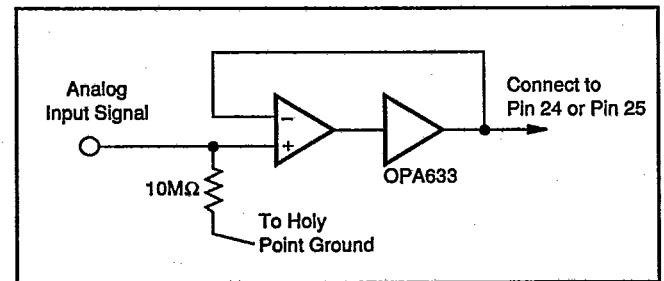 Analog
Input Signal
10MΩ
To Holy
Point Ground
−
+
OPA633
Connect to
Pin 24 or Pin 25